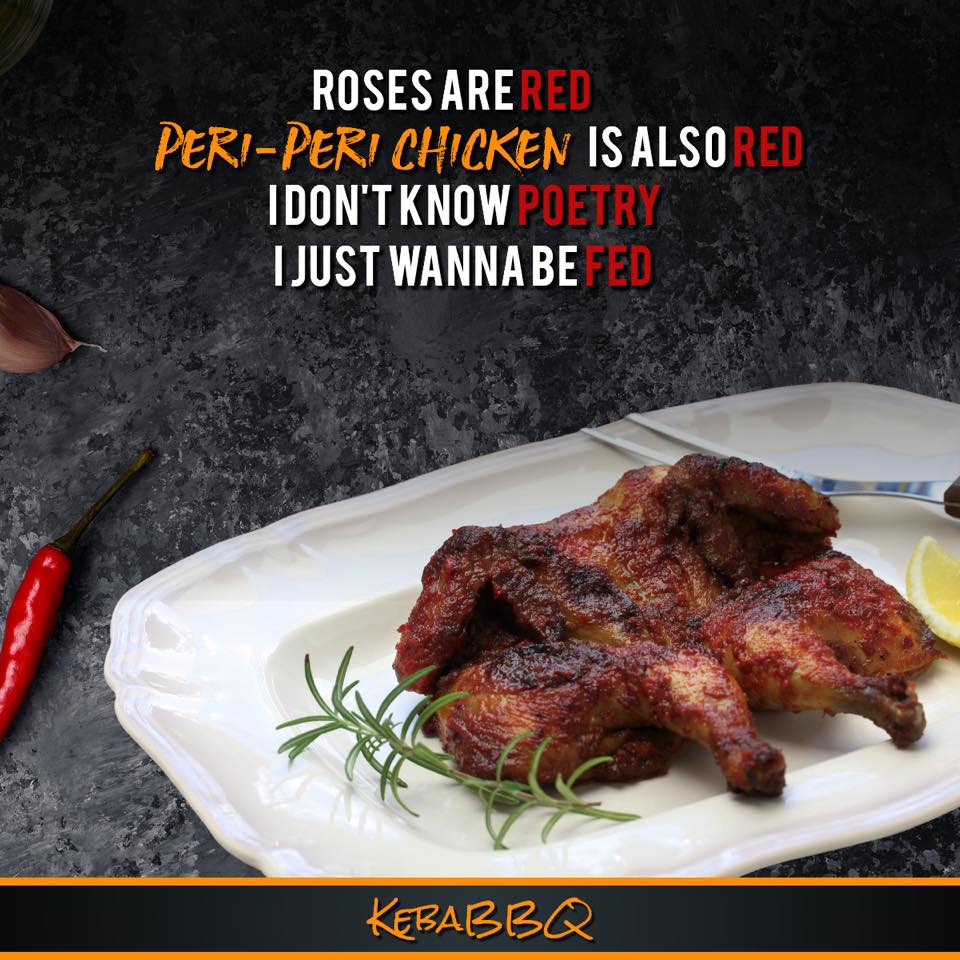 ROSES ARE RED
PERI-PERI CHICKEN IS ALSO RED
I DON'T KNOW POETRY
I JUST WANNA BE FED
KEBABBQ